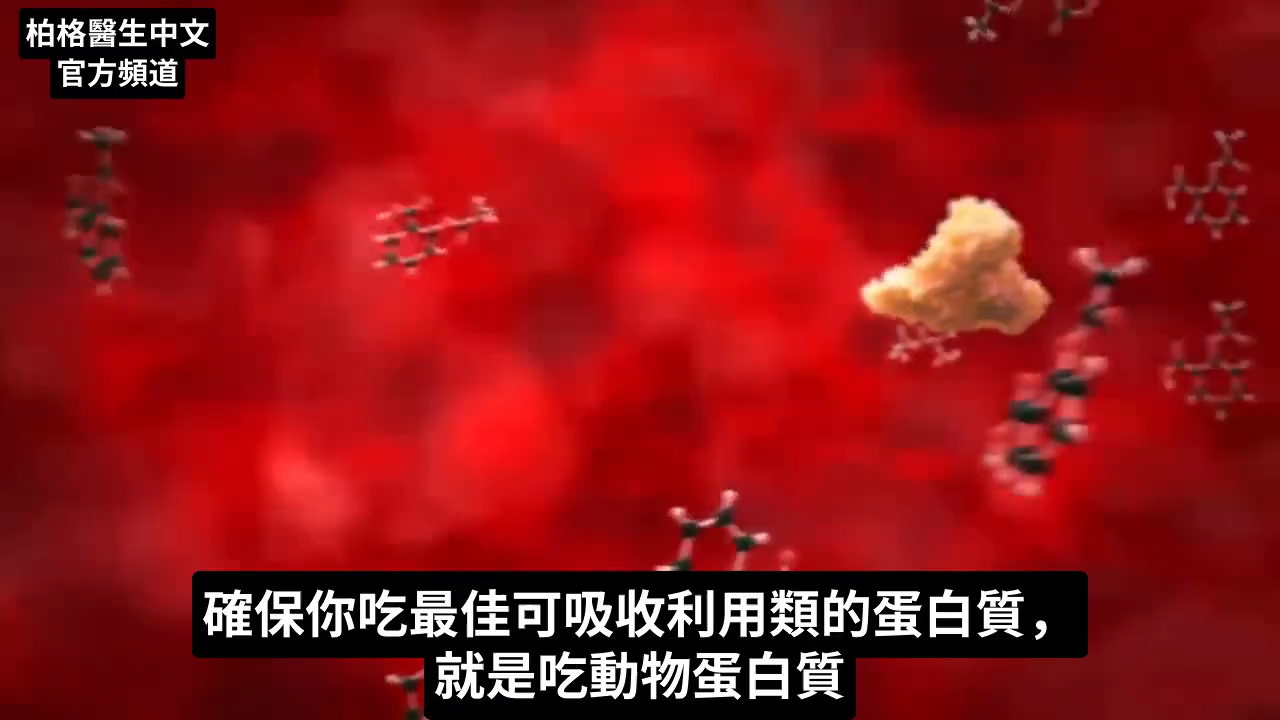 柏格醫生中文
官方頻道
確保你吃最佳可吸收利用類的蛋白質，
就是吃動物蛋白質